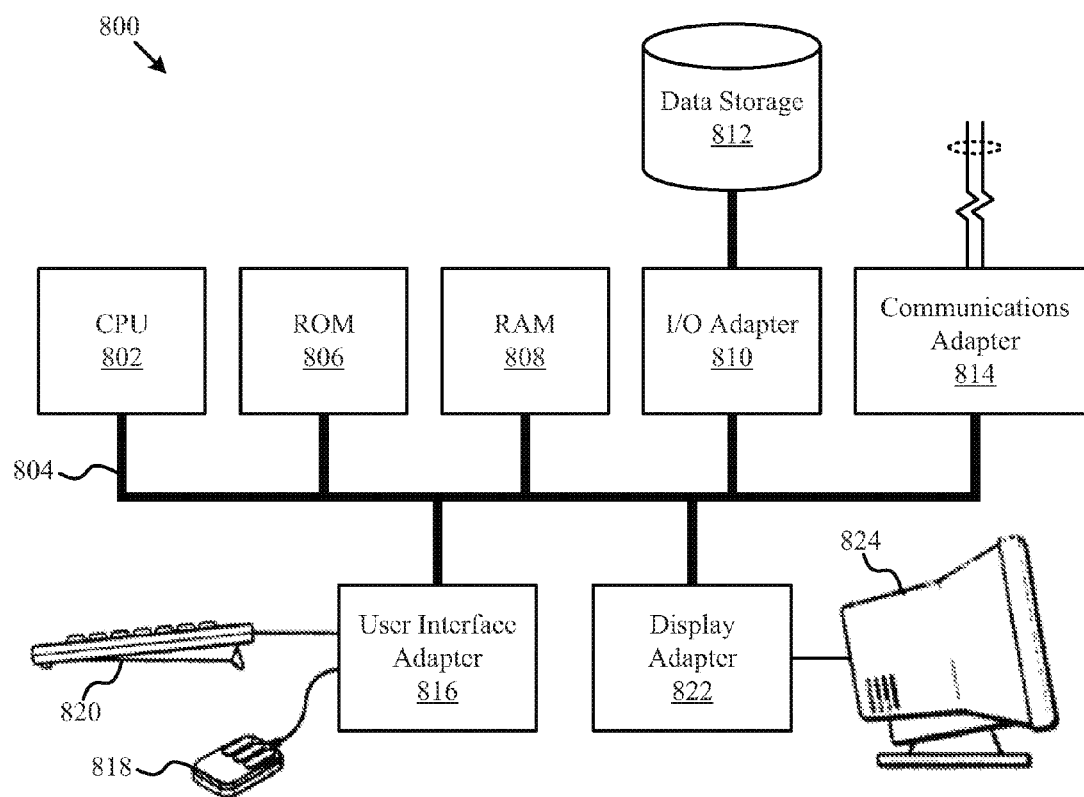 800
Data Storage
812
CPU
802
ROM
806
RAM
808
I/O Adapter
810
Communications
Adapter
814
804
User Interface
Adapter
816
Display
Adapter
822
824
820
818